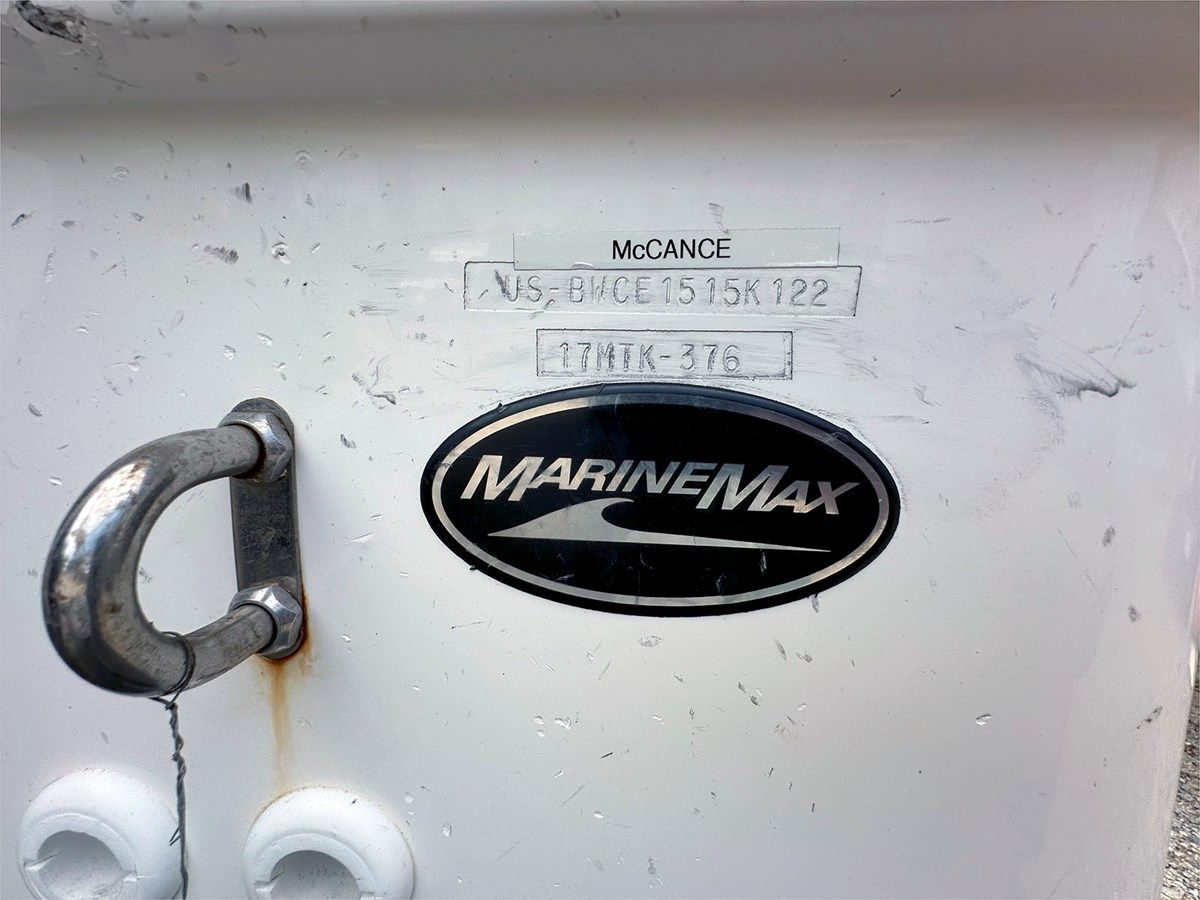 McCANCE
US-BWCE1515K122
17MTK-376
MARINEMAX